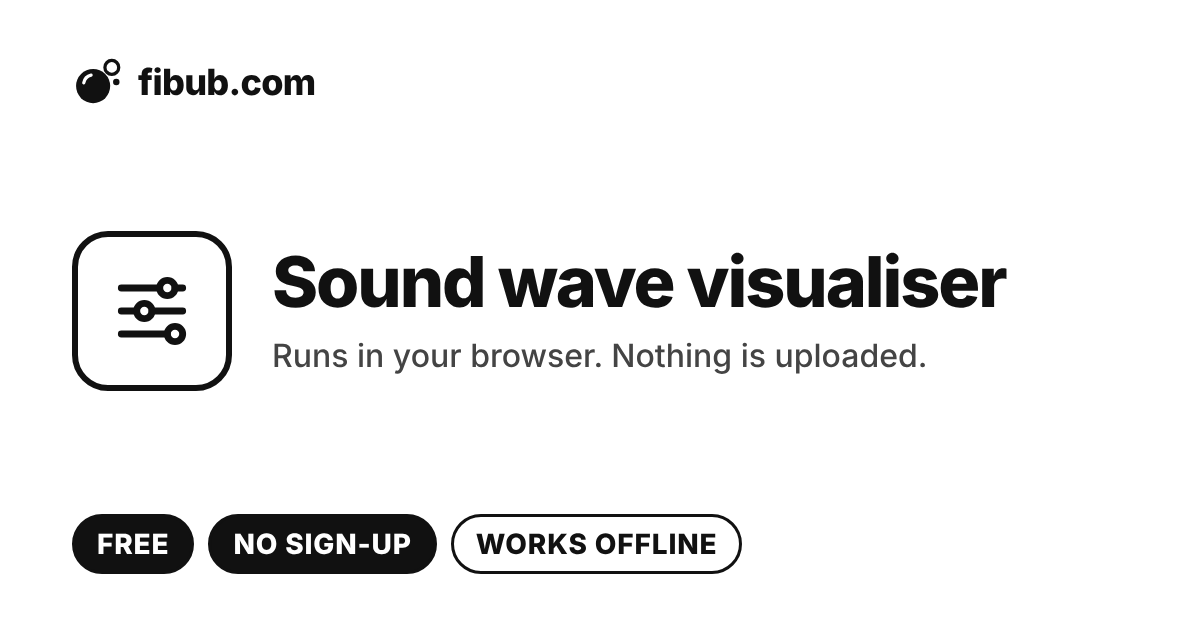 fibub.com
Sound wave visualiser
Runs in your browser. Nothing is uploaded.
FREE
NO SIGN-UP
WORKS OFFLINE